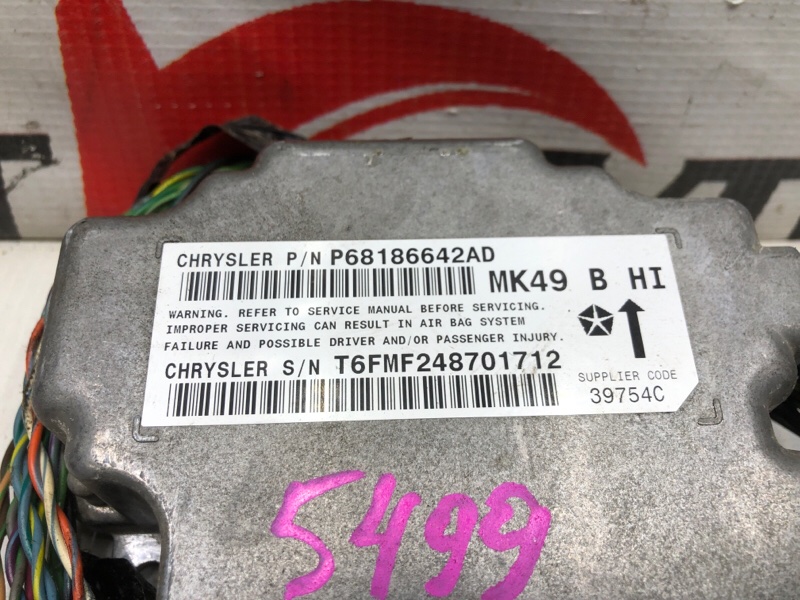 CHRYSLER P/N P68186642AD
MK49 B HI
WARNING. REFER TO SERVICE MANUAL BEFORE SERVICING.
IMPROPER SERVICING CAN RESULT IN AIR BAG SYSTEM
FAILURE AND POSSIBLE DRIVER AND/OR PASSENGER INJURY.
CHRYSLER S/N T6FMF248701712
SUPPLIER CODE
39754C
5499